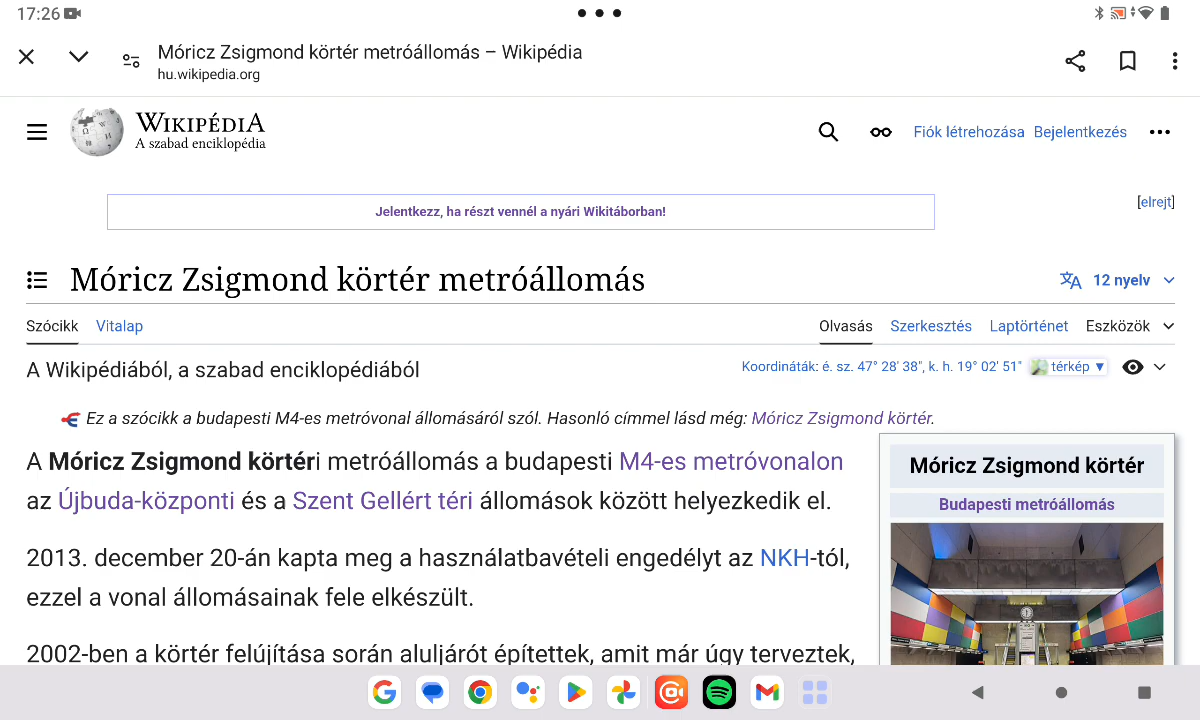 17:26
Móricz Zsigmond körtér metróállomás – Wikipédia
hu.wikipedia.org
WIKIPÉDIA
A szabad enciklopédia
Fiók létrehozása Bejelentkezés
Jelentkezz, ha részt vennél a nyári Wikitáborban!
[elrejt]
Móricz Zsigmond körtér metróállomás
12 nyelv
Szócikk Vitalap
Olvasás Szerkesztés Laptörténet Eszközök
A Wikipédiából, a szabad enciklopédiából
Koordináták: é. sz. 47° 28′ 38″, k. h. 19° 02′ 51″ térkép ▼
Ez a szócikk a budapesti M4-es metróvonal állomásáról szól. Hasonló címmel lásd még: Móricz Zsigmond körtér.
A Móricz Zsigmond körtéri metróállomás a budapesti M4-es metróvonalon
az Újbuda-központi és a Szent Gellért téri állomások között helyezkedik el.
2013. december 20-án kapta meg a használatbavételi engedélyt az NKH-tól,
ezzel a vonal állomásainak fele elkészült.
2002-ben a körtér felújítása során aluljárót építettek, amit már úgy terveztek,
Móricz Zsigmond körtér
Budapesti metróállomás